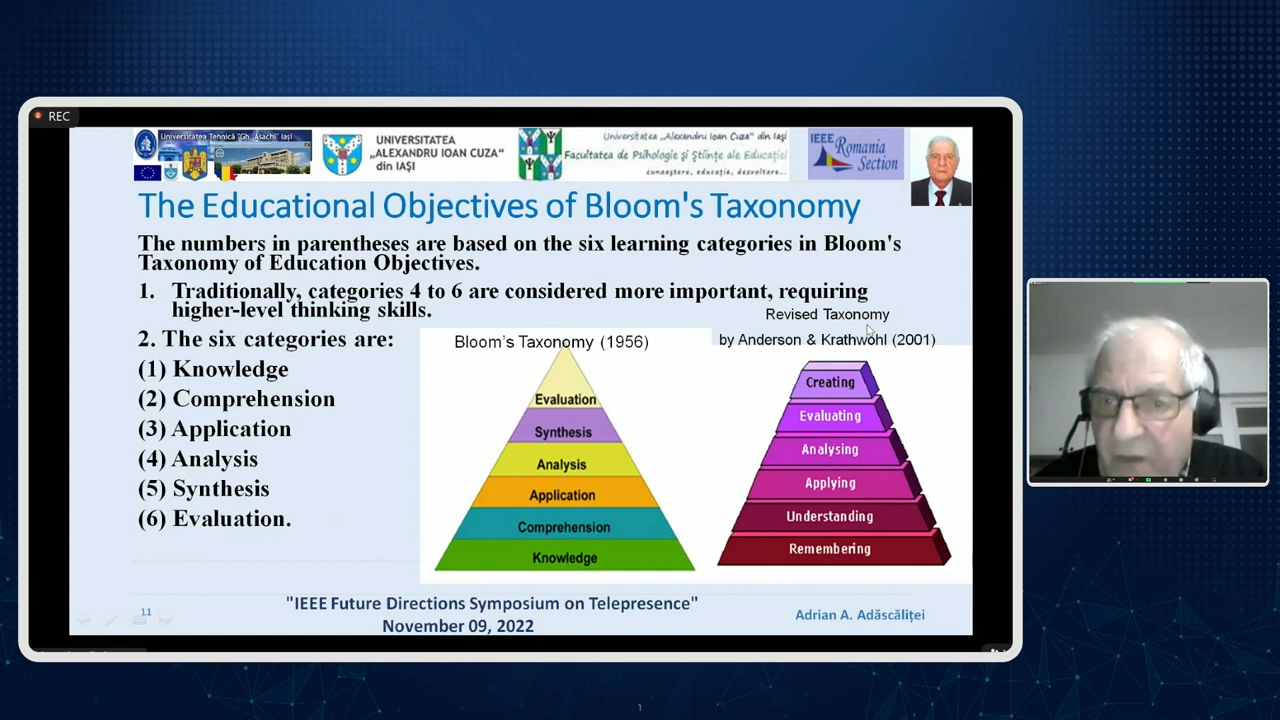 REC
Universitatea Tehnică "Gh. Asachi" Iași
UNIVERSITATEA
„ALEXANDRU IOAN CUZA”
din IAȘI
Universitatea „Alexandru Ioan Cuza” din Iași
Facultatea de Psihologie și Științe ale Educației
cunoaștere, educație, dezvoltare...
IEEE
Romania
Section
The Educational Objectives of Bloom's Taxonomy
The numbers in parentheses are based on the six learning categories in Bloom's
Taxonomy of Education Objectives.
1. Traditionally, categories 4 to 6 are considered more important, requiring
higher-level thinking skills.
2. The six categories are:
(1) Knowledge
(2) Comprehension
(3) Application
(4) Analysis
(5) Synthesis
(6) Evaluation.
Bloom's Taxonomy (1956)
Evaluation
Synthesis
Analysis
Application
Comprehension
Knowledge
Revised Taxonomy
by Anderson & Krathwohl (2001)
Creating
Evaluating
Analysing
Applying
Understanding
Remembering
11
"IEEE Future Directions Symposium on Telepresence"
November 09, 2022
Adrian A. Adăscăliței
1